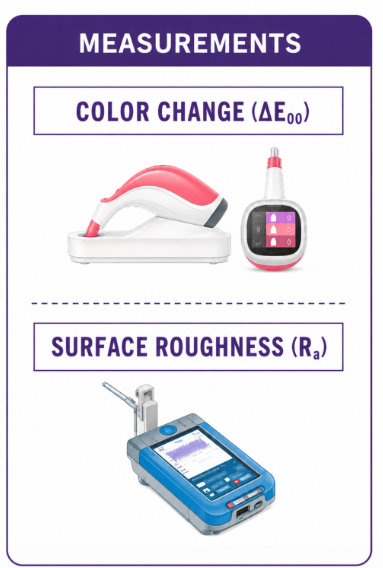 MEASUREMENTS
COLOR CHANGE (ΔE₀₀)
SURFACE ROUGHNESS (Rₐ)